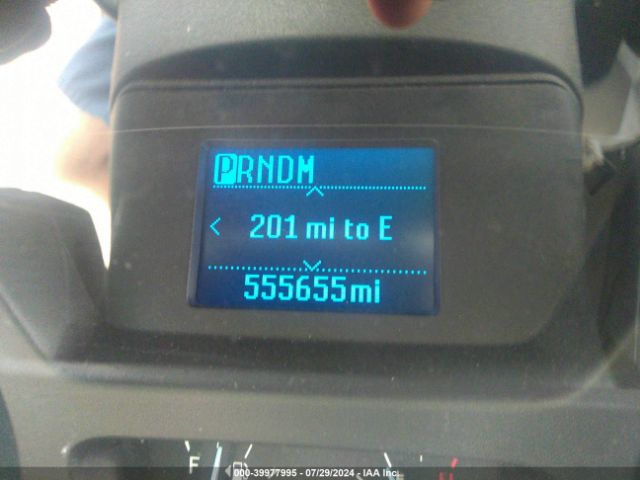 PRNDM
201 mi to E
555655mi
F
H
000-39977995 - 07/29/2024 - IAA Inc.